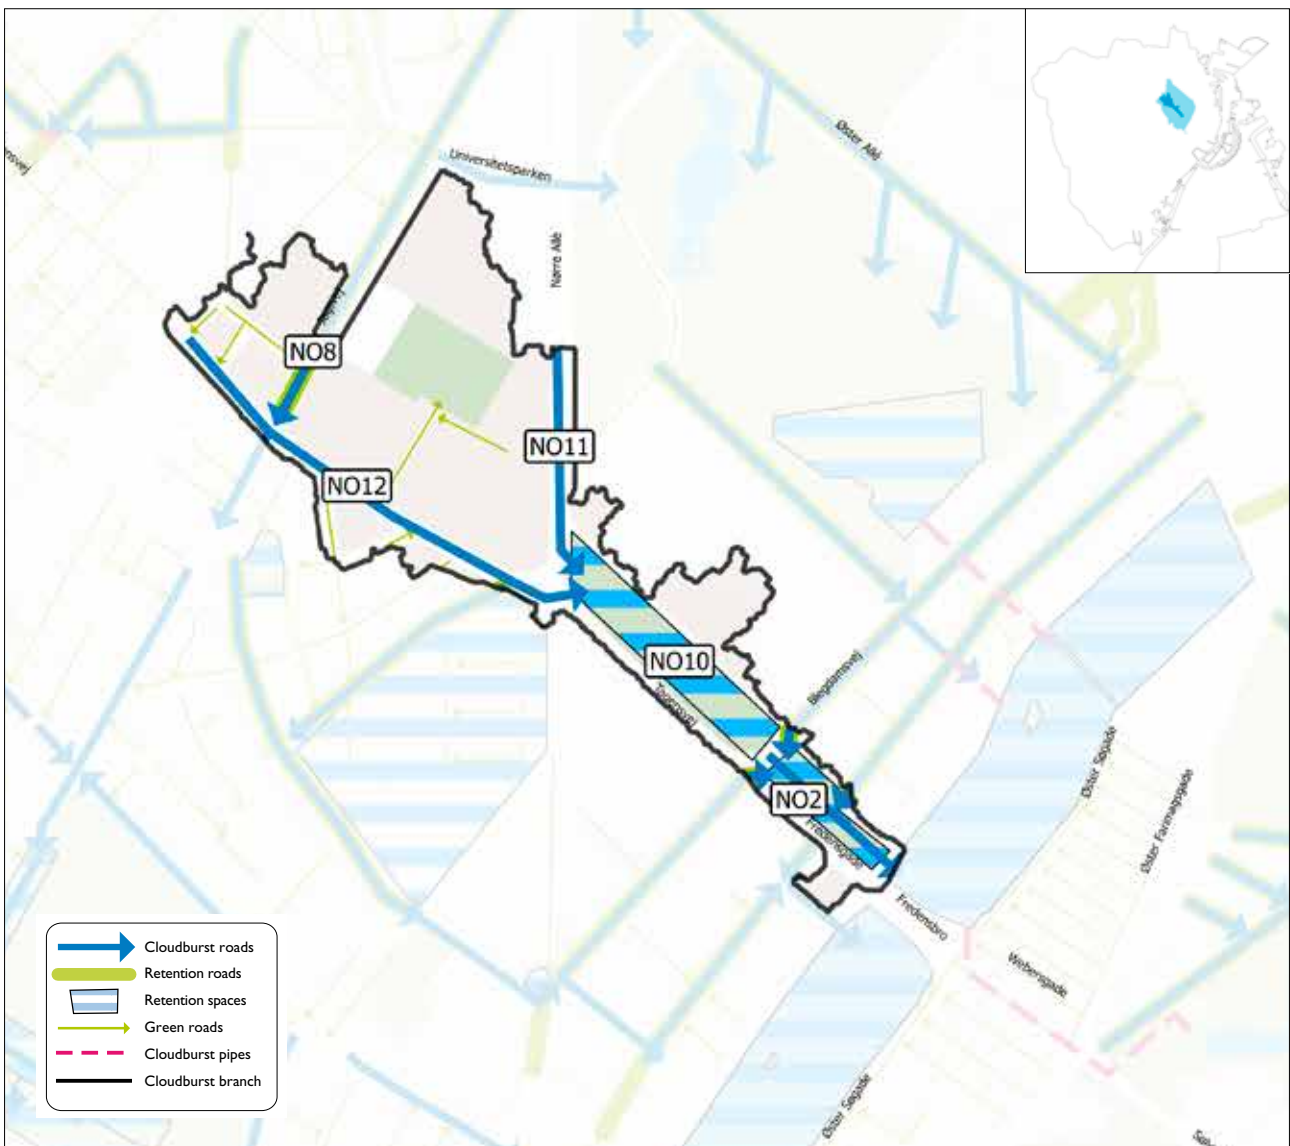 Øster Allé
Universitetsparken
Nørre Allé
NO8
NO11
NO12
NO10
Tagensvej
Blegdamsvej
NO2
Fredensgade
Øster Søgade
Øster Farimagsgade
Fredensbro
Webersgade
Øster Søgade
Cloudburst roads
Retention roads
Retention spaces
Green roads
Cloudburst pipes
Cloudburst branch